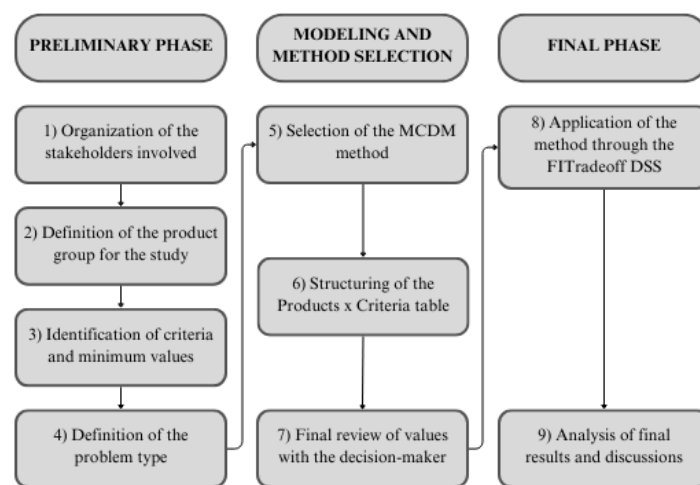 PRELIMINARY PHASE
MODELING AND
METHOD SELECTION
FINAL PHASE
1) Organization of the
stakeholders involved
2) Definition of the product
group for the study
3) Identification of criteria
and minimum values
4) Definition of the
problem type
5) Selection of the MCDM
method
6) Structuring of the
Products x Criteria table
7) Final review of values
with the decision-maker
8) Application of the
method through the
FITradeoff DSS
9) Analysis of final
results and discussions